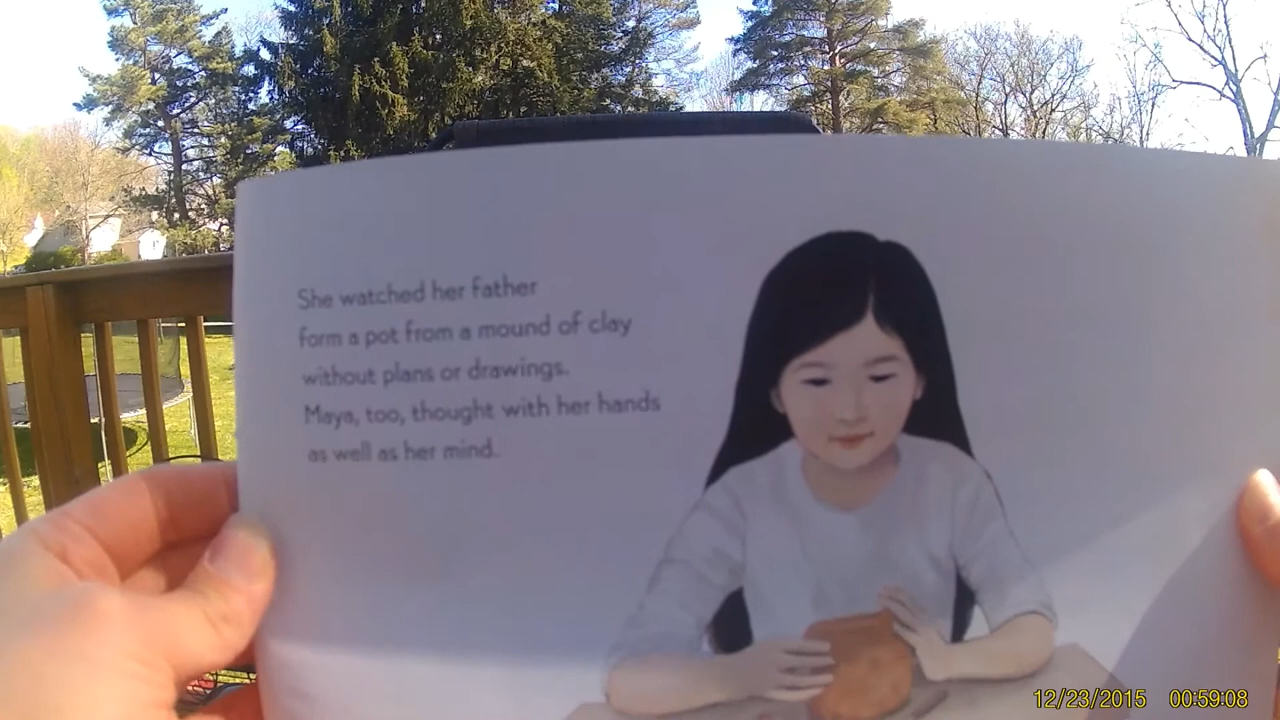 She watched her father
form a pot from a mound of clay
without plans or drawings.
Maya, too, thought with her hands
as well as her mind.
12/23/2015 00:59:08